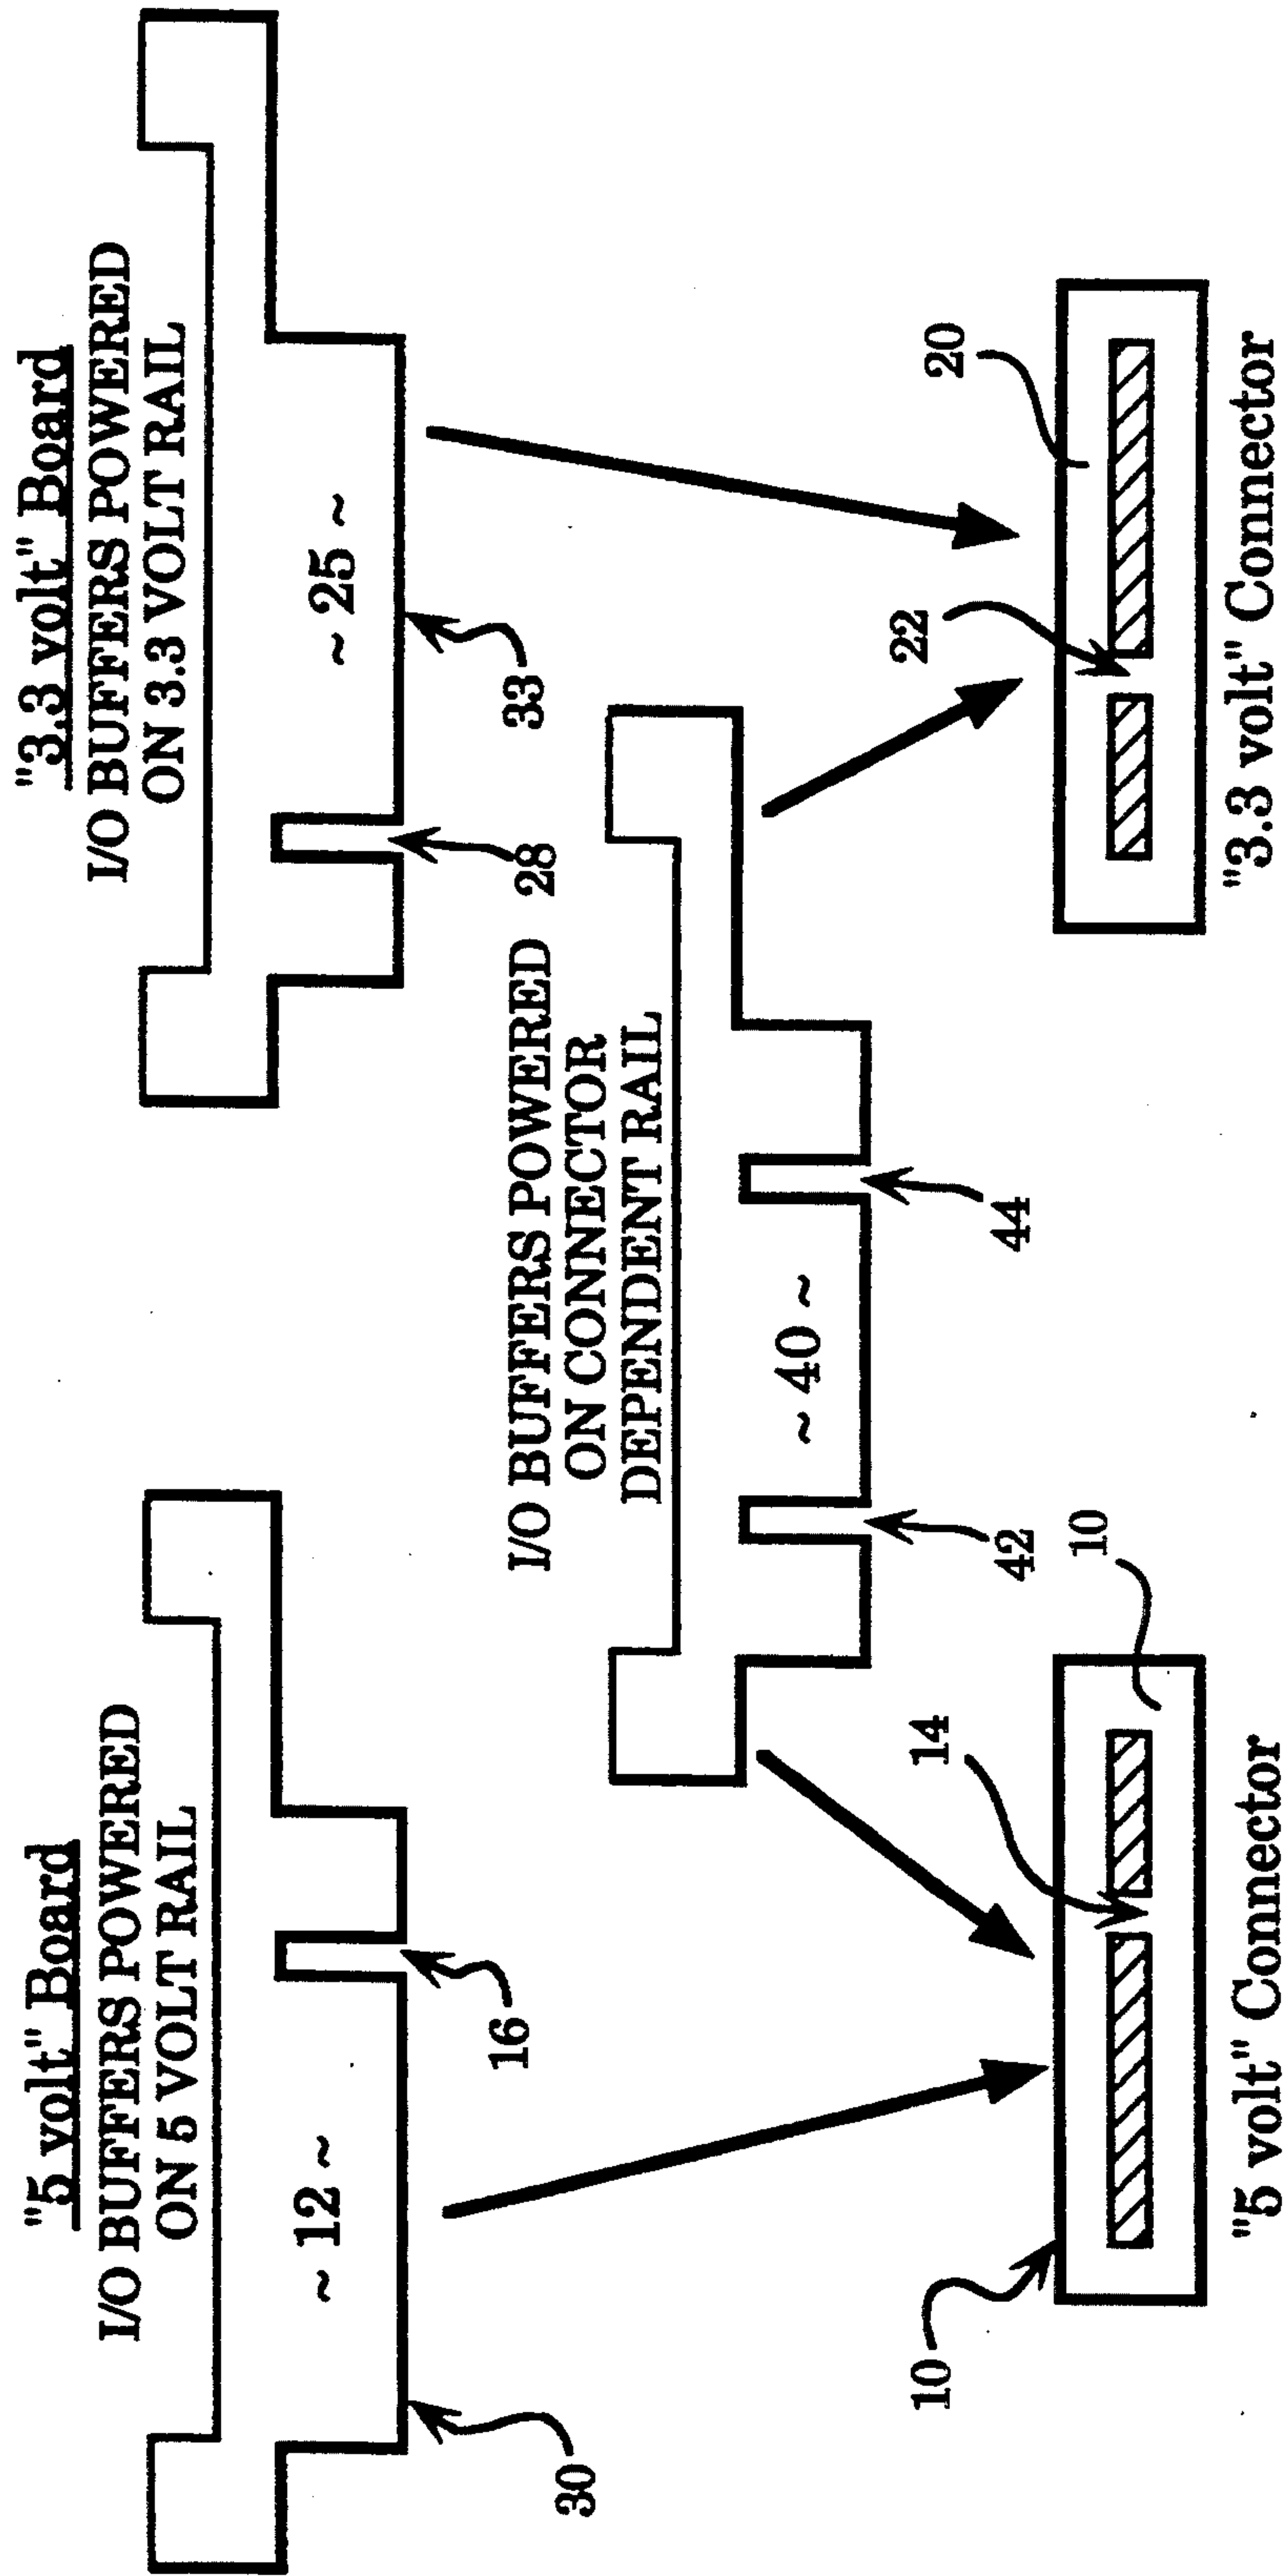 "5 volt" Board
I/O BUFFERS POWERED
ON 5 VOLT RAIL
~ 12 ~
30
16
"3.3 volt" Board
I/O BUFFERS POWERED
ON 3.3 VOLT RAIL
~ 25 ~
28
33
I/O BUFFERS POWERED
ON CONNECTOR
DEPENDENT RAIL
~ 40 ~
42
44
10
14
10
"5 volt" Connector
22
20
"3.3 volt" Connector